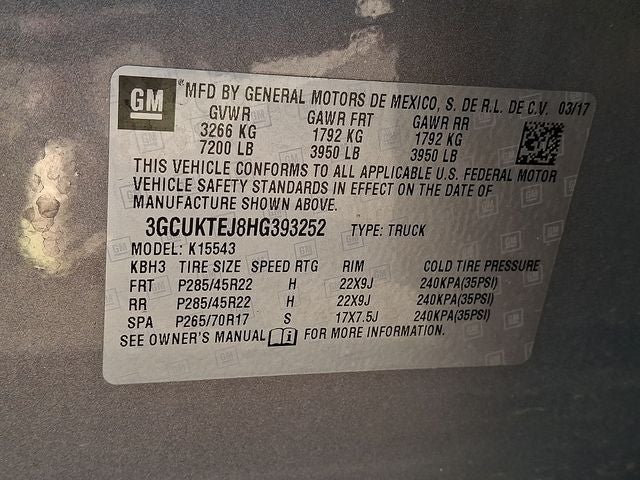 GM ® MFD BY GENERAL MOTORS DE MEXICO, S. DE R.L. DE C.V. 03/17
GVWR GAWR FRT GAWR RR
3266 KG 1792 KG 1792 KG
7200 LB 3950 LB 3950 LB
THIS VEHICLE CONFORMS TO ALL APPLICABLE U.S. FEDERAL MOTOR
VEHICLE SAFETY STANDARDS IN EFFECT ON THE DATE OF
MANUFACTURE SHOWN ABOVE.
3GCUKTEJ8HG393252 TYPE: TRUCK
MODEL: K15543
KBH3 TIRE SIZE SPEED RTG RIM COLD TIRE PRESSURE
FRT P285/45R22 H 22X9J 240KPA(35PSI)
RR P285/45R22 H 22X9J 240KPA(35PSI)
SPA P265/70R17 S 17X7.5J 240KPA(35PSI)
SEE OWNER'S MANUAL FOR MORE INFORMATION.